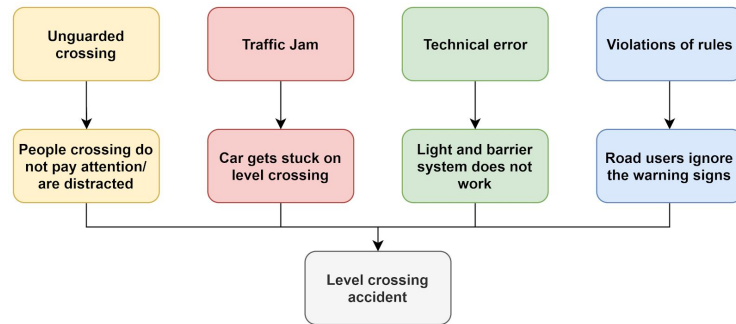 Unguarded
crossing
Traffic Jam
Technical error
Violations of rules
People crossing do
not pay attention/
are distracted
Car gets stuck on
level crossing
Light and barrier
system does not
work
Road users ignore
the warning signs
Level crossing
accident